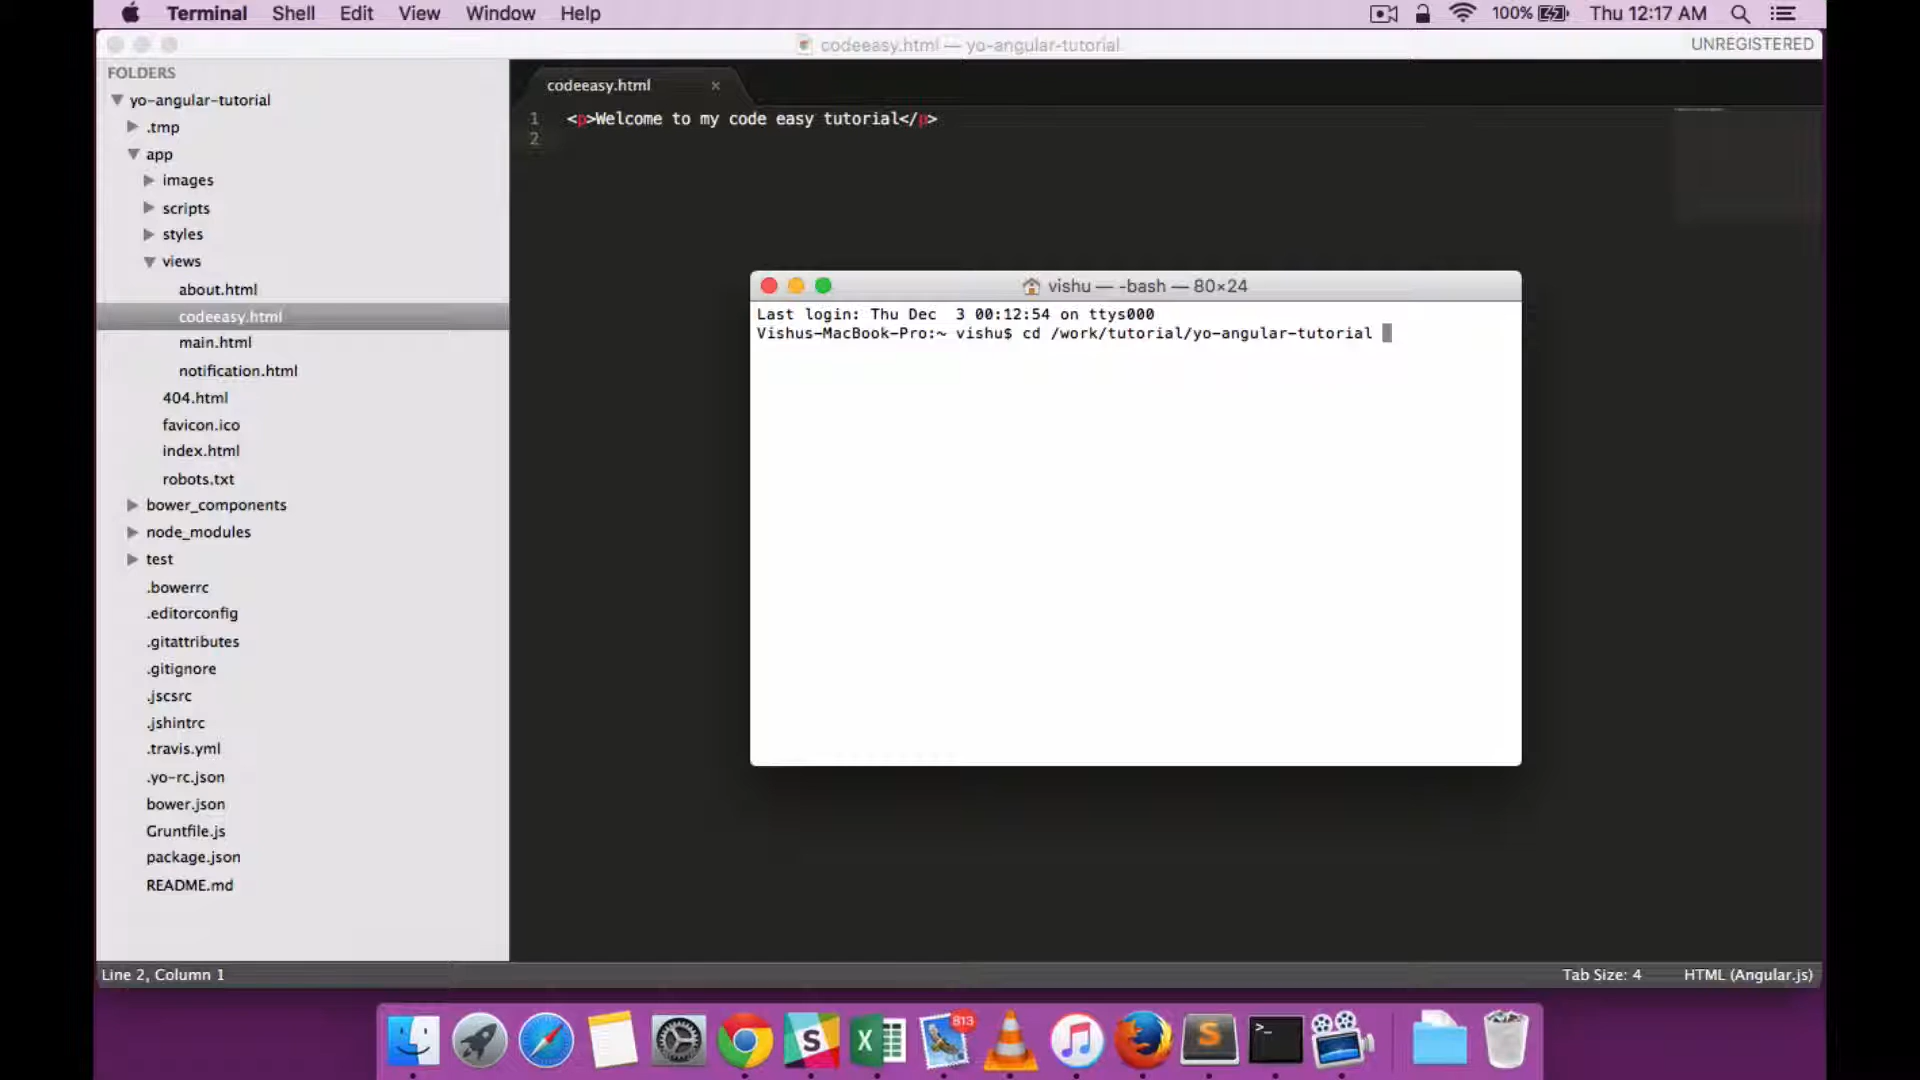 Terminal Shell Edit View Window Help 100% Thu 12:17 AM
codeeasy.html — yo-angular-tutorial UNREGISTERED
FOLDERS
yo-angular-tutorial
.tmp
app
images
scripts
styles
views
about.html
codeeasy.html
main.html
notification.html
404.html
favicon.ico
index.html
robots.txt
bower_components
node_modules
test
.bowerrc
.editorconfig
.gitattributes
.gitignore
.jscsrc
.jshintrc
.travis.yml
.yo-rc.json
bower.json
Gruntfile.js
package.json
README.md
codeeasy.html ×
1 <p>Welcome to my code easy tutorial</p>
2
vishu — -bash — 80×24
Last login: Thu Dec  3 00:12:54 on ttys000
Vishus-MacBook-Pro:~ vishu$ cd /work/tutorial/yo-angular-tutorial
Line 2, Column 1 Tab Size: 4 HTML (Angular.js)
813